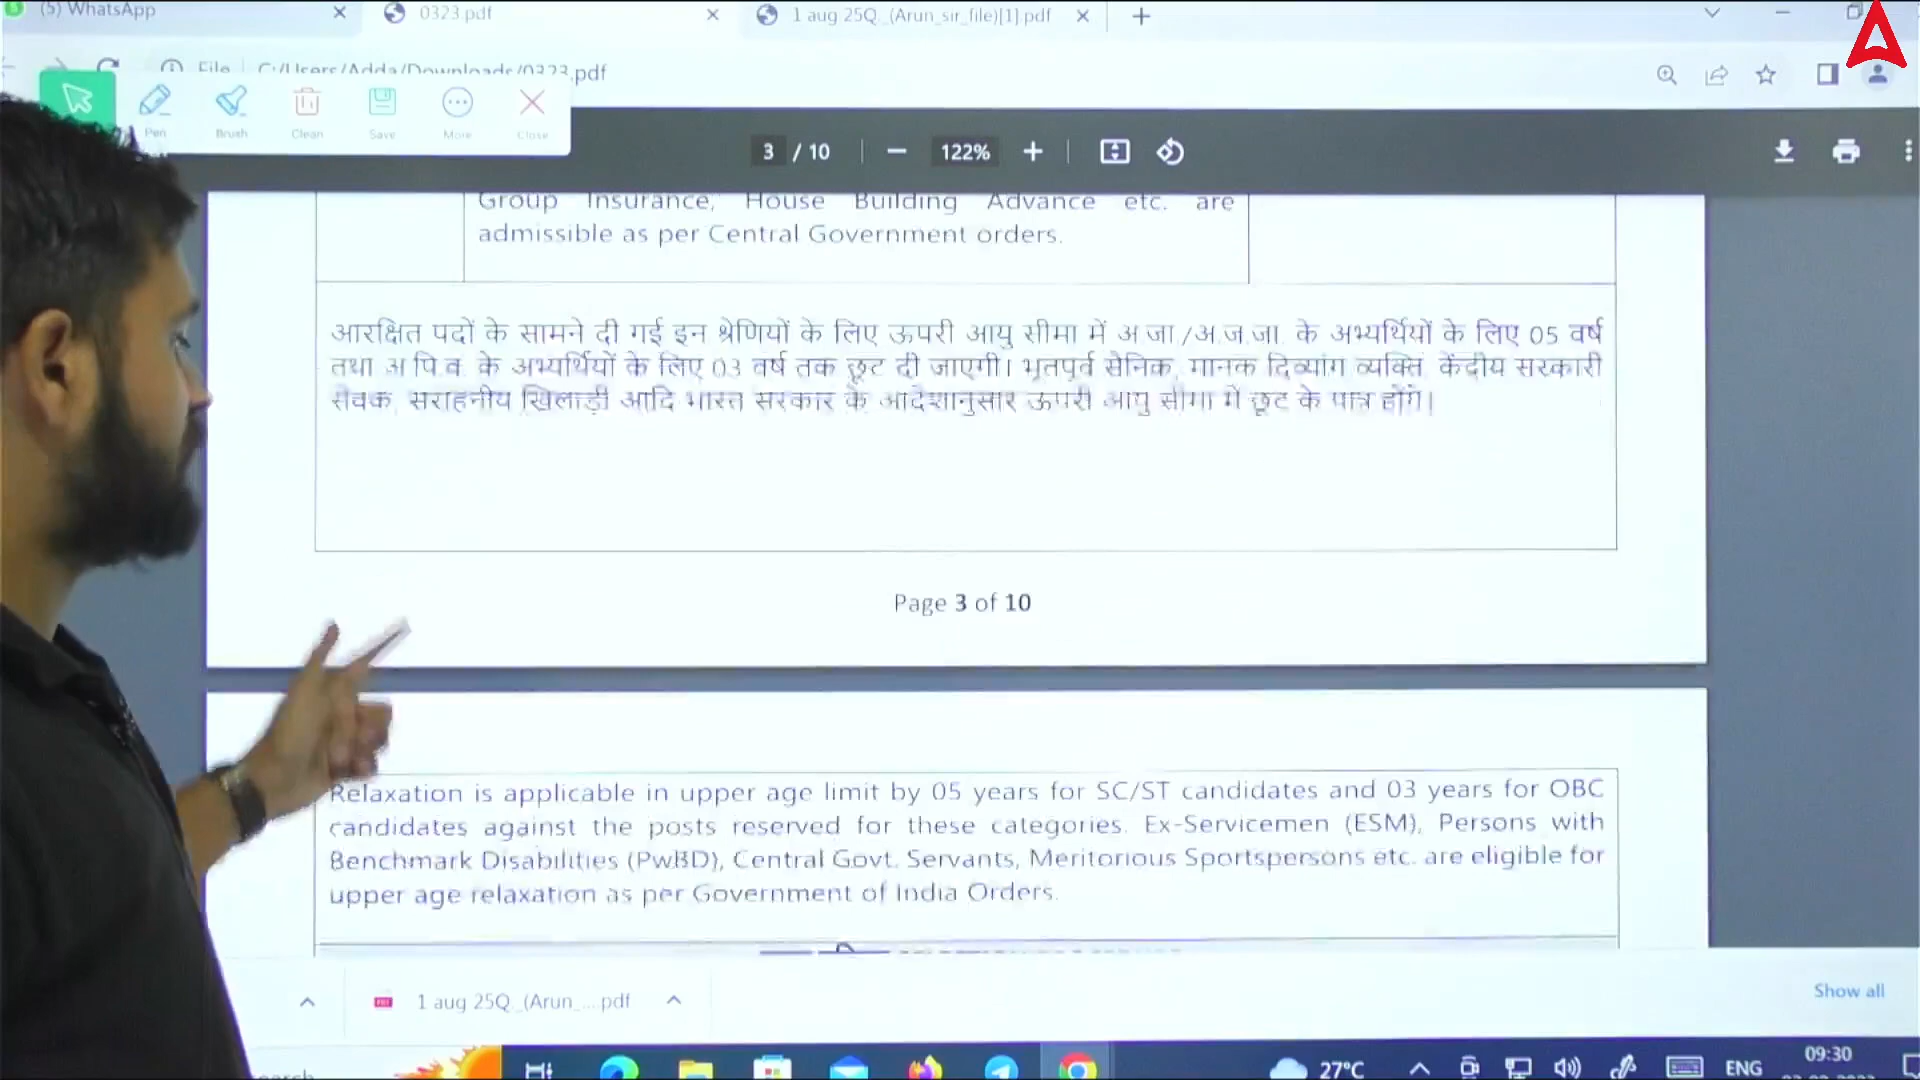 (5) WhatsApp
0323.pdf
1 aug 25Q_(Arun_sir_file)[1].pdf
File
C:/Users/Adda/Downloads/0323.pdf
Pen
Brush
Clean
Save
More
Close
3 / 10
122%
Group Insurance, House Building Advance etc. are
admissible as per Central Government orders.
आरक्षित पदों के सामने दी गई इन श्रेणियों के लिए ऊपरी आयु सीमा में अ.जा./अ.ज.जा. के अभ्यर्थियों के लिए 05 वर्ष
तथा अ.पि.व. के अभ्यर्थियों के लिए 03 वर्ष तक छूट दी जाएगी। भूतपूर्व सैनिक, मानक दिव्यांग व्यक्ति, केंद्रीय सरकारी
सेवक, सराहनीय खिलाड़ी आदि भारत सरकार के आदेशानुसार ऊपरी आयु सीमा में छूट के पात्र होंगे।
Page 3 of 10
Relaxation is applicable in upper age limit by 05 years for SC/ST candidates and 03 years for OBC
candidates against the posts reserved for these categories. Ex-Servicemen (ESM), Persons with
Benchmark Disabilities (PwBD), Central Govt. Servants, Meritorious Sportspersons etc. are eligible for
upper age relaxation as per Government of India Orders.
1 aug 25Q_(Arun_....pdf
Show all
27°C
ENG
09:30